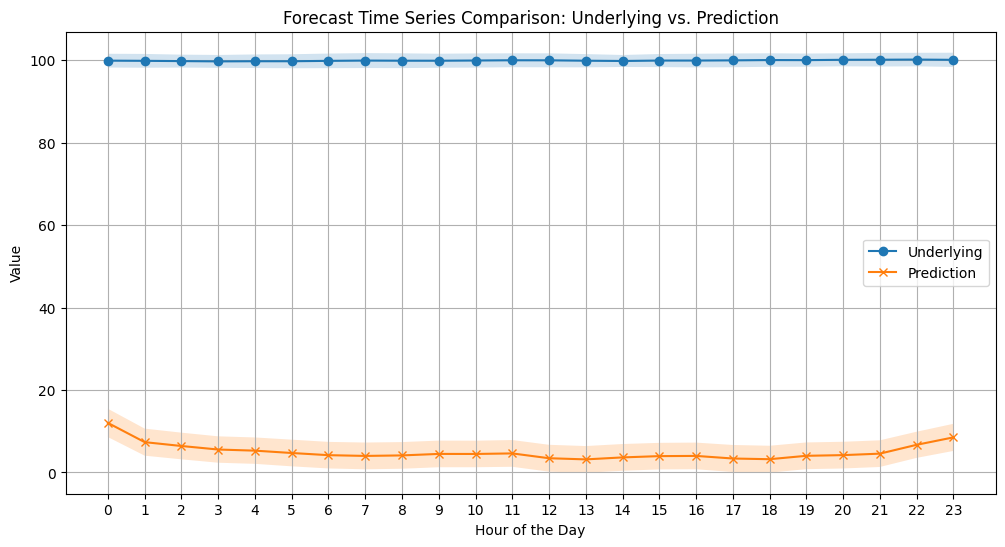 Forecast Time Series Comparison: Underlying vs. Prediction
Value
100
80
60
40
20
0
Underlying
Prediction
0 1 2 3 4 5 6 7 8 9 10 11 12 13 14 15 16 17 18 19 20 21 22 23
Hour of the Day